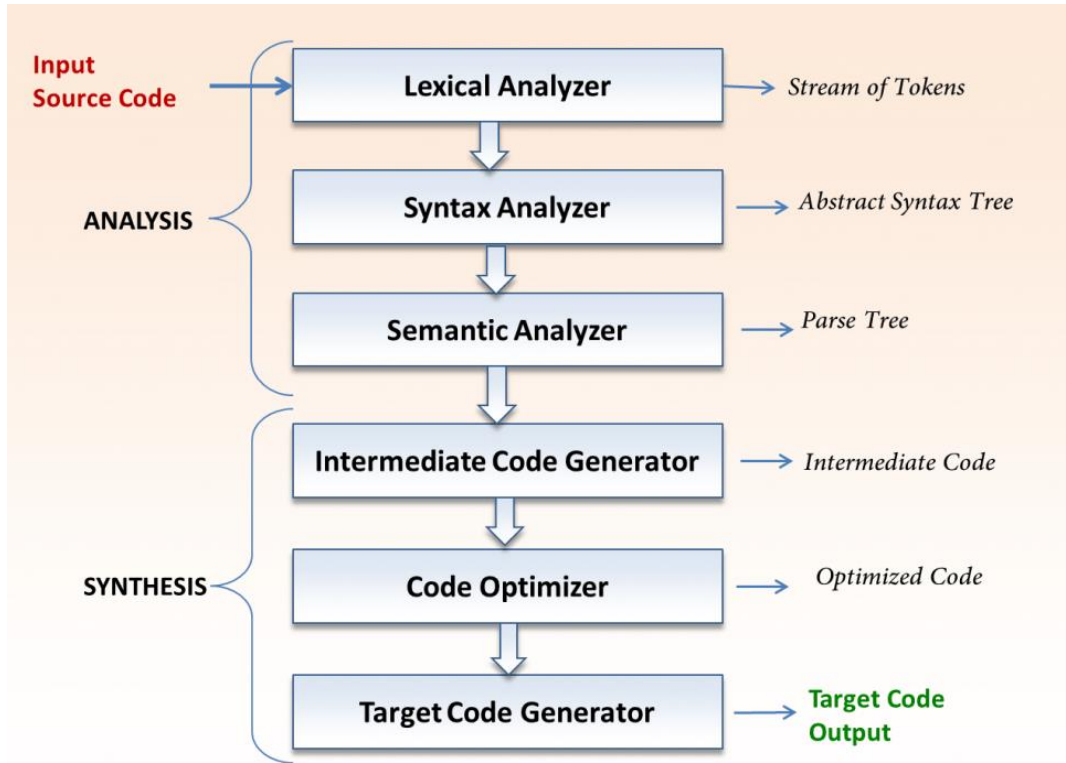 Input
Source Code
Lexical Analyzer
Stream of Tokens
Syntax Analyzer
Abstract Syntax Tree
ANALYSIS
Semantic Analyzer
Parse Tree
Intermediate Code Generator
Intermediate Code
SYNTHESIS
Code Optimizer
Optimized Code
Target Code Generator
Target Code
Output